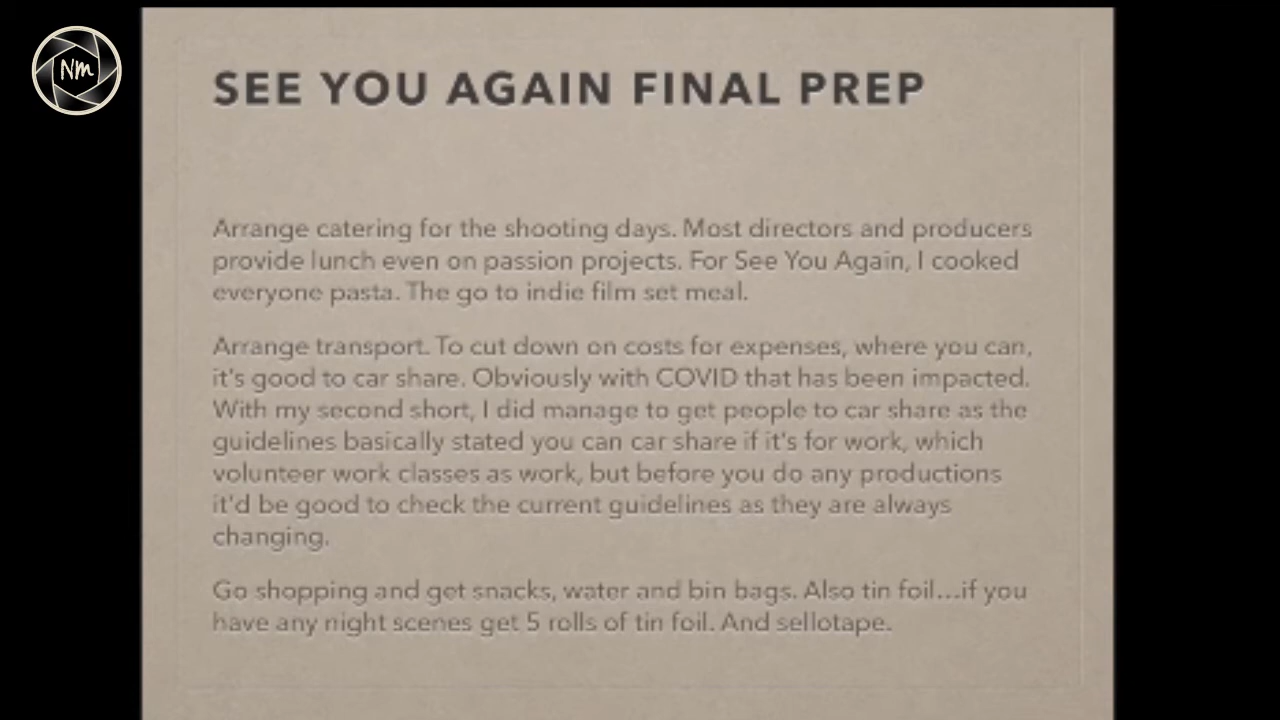 Nm
SEE YOU AGAIN FINAL PREP
Arrange catering for the shooting days. Most directors and producers
provide lunch even on passion projects. For See You Again, I cooked
everyone pasta. The go to indie film set meal.
Arrange transport. To cut down on costs for expenses, where you can,
it's good to car share. Obviously with COVID that has been impacted.
With my second short, I did manage to get people to car share as the
guidelines basically stated you can car share if it's for work, which
volunteer work classes as work, but before you do any productions
it'd be good to check the current guidelines as they are always
changing.
Go shopping and get snacks, water and bin bags. Also tin foil...if you
have any night scenes get 5 rolls of tin foil. And sellotape.